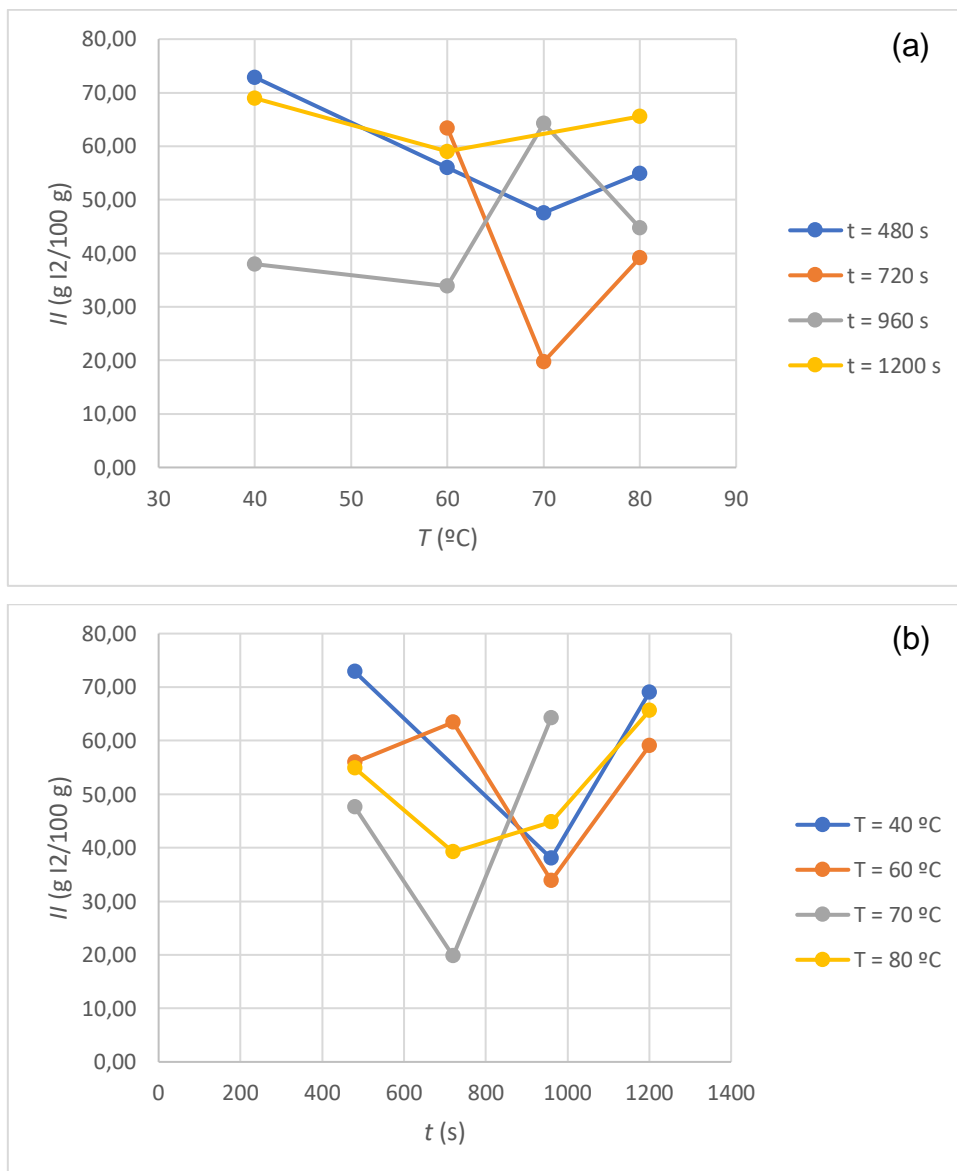 (a)
80,00
70,00
60,00
50,00
40,00
30,00
20,00
10,00
0,00
30 40 50 60 70 80 90
II (g I2/100 g)
T (ºC)
t = 480 s
t = 720 s
t = 960 s
t = 1200 s
(b)
80,00
70,00
60,00
50,00
40,00
30,00
20,00
10,00
0,00
0 200 400 600 800 1000 1200 1400
II (g I2/100 g)
t (s)
T = 40 ºC
T = 60 ºC
T = 70 ºC
T = 80 ºC